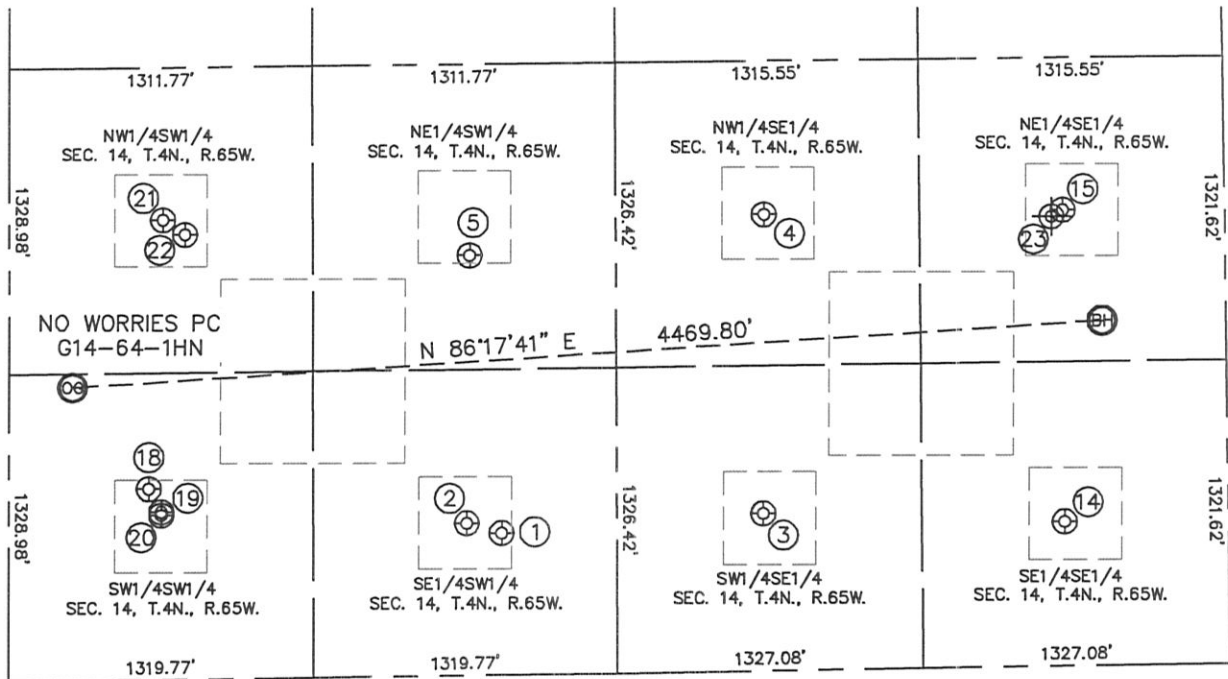 1311.77'
1311.77'
1315.55'
1315.55'
NW1/4SW1/4
SEC. 14, T.4N., R.65W.
NE1/4SW1/4
SEC. 14, T.4N., R.65W.
NW1/4SE1/4
SEC. 14, T.4N., R.65W.
NE1/4SE1/4
SEC. 14, T.4N., R.65W.
1328.98'
21
22
5
1326.42'
4
15
23
1321.62'
NO WORRIES PC
G14-64-1HN
N 86°17'41" E
4469.80'
BH
OG
18
19
20
1328.98'
2
1
1326.42'
3
14
1321.62'
SW1/4SW1/4
SEC. 14, T.4N., R.65W.
SE1/4SW1/4
SEC. 14, T.4N., R.65W.
SW1/4SE1/4
SEC. 14, T.4N., R.65W.
SE1/4SE1/4
SEC. 14, T.4N., R.65W.
1319.77'
1319.77'
1327.08'
1327.08'